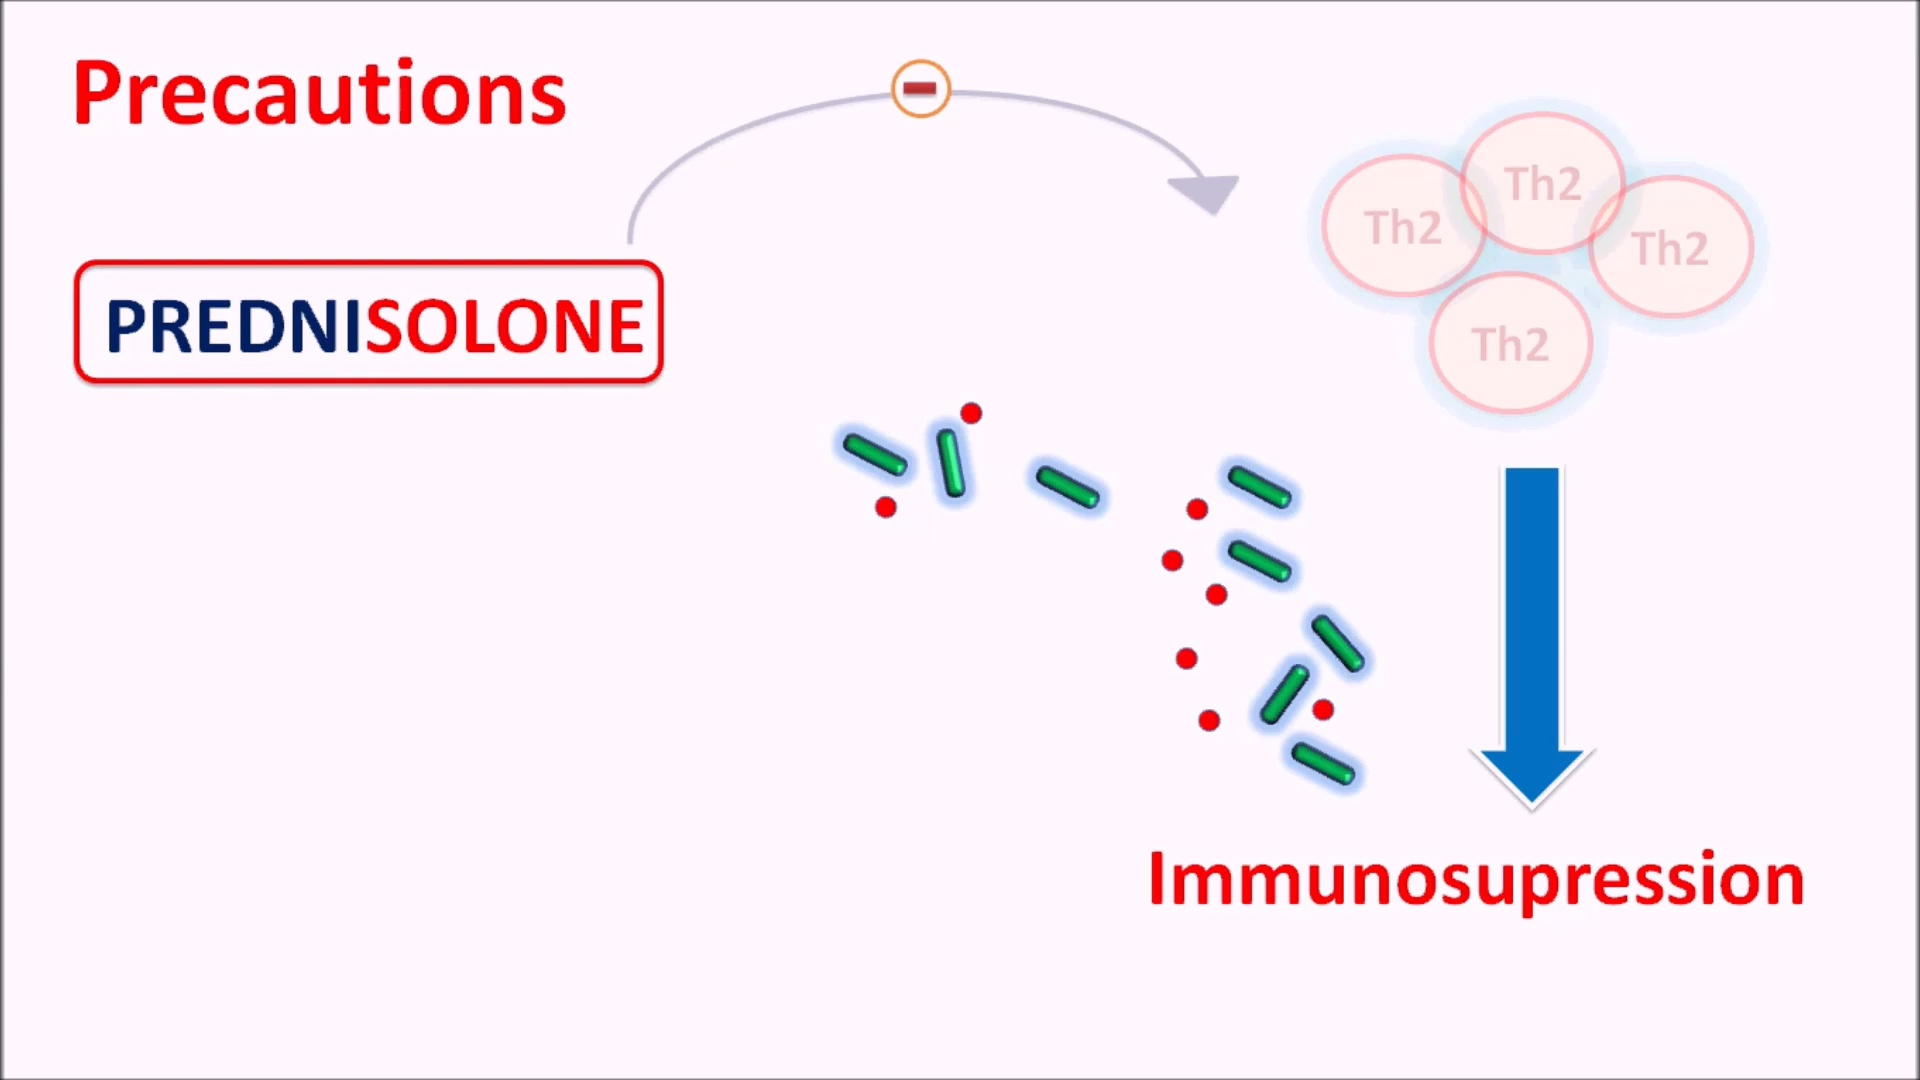 Precautions
PREDNISOLONE
Th2
Th2
Th2
Th2
Immunosupression